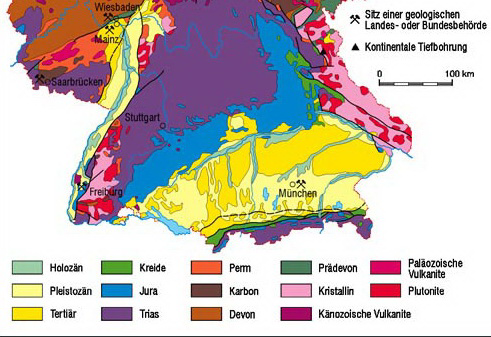 Wiesbaden
Mainz
Saarbrücken
Stuttgart
Freiburg
München
Sitz einer geologischen
Landes- oder Bundesbehörde
Kontinentale Tiefbohrung
0 100 km
Holozän Kreide Perm Prädevon Paläozoische
Vulkanite
Pleistozän Jura Karbon Kristallin Plutonite
Tertiär Trias Devon Känozoische Vulkanite